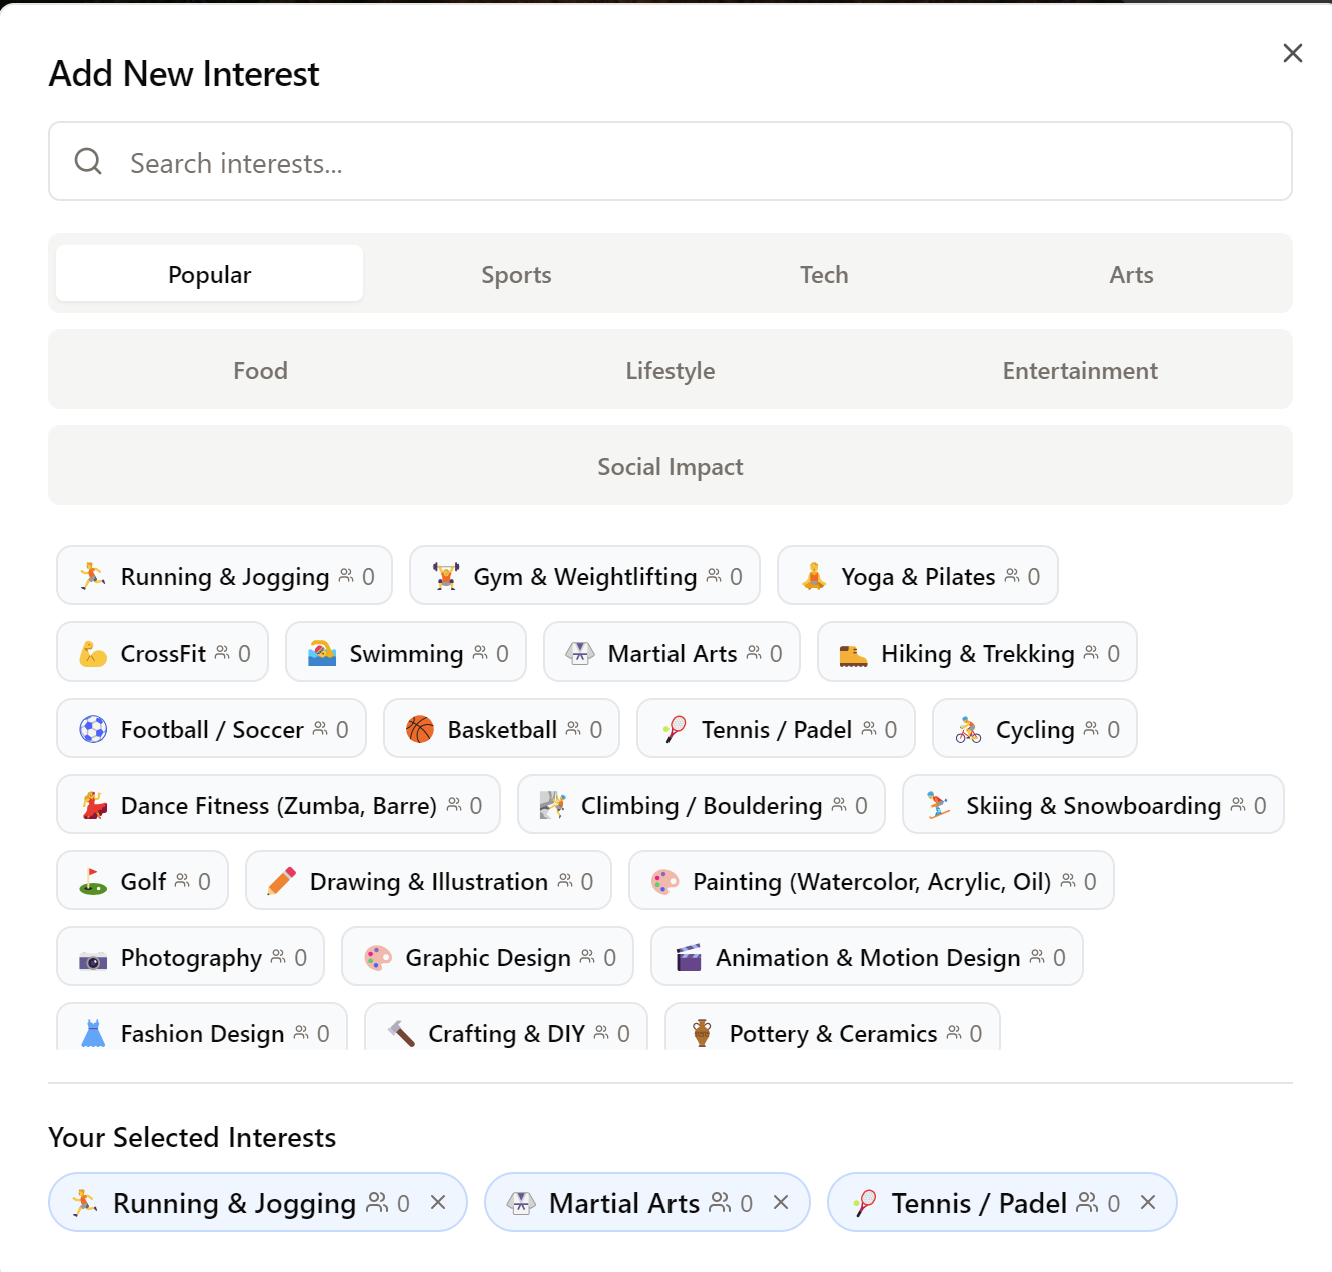 Add New Interest
Search interests...
Popular Sports Tech Arts
Food Lifestyle Entertainment
Social Impact
Running & Jogging 0 Gym & Weightlifting 0 Yoga & Pilates 0
CrossFit 0 Swimming 0 Martial Arts 0 Hiking & Trekking 0
Football / Soccer 0 Basketball 0 Tennis / Padel 0 Cycling 0
Dance Fitness (Zumba, Barre) 0 Climbing / Bouldering 0 Skiing & Snowboarding 0
Golf 0 Drawing & Illustration 0 Painting (Watercolor, Acrylic, Oil) 0
Photography 0 Graphic Design 0 Animation & Motion Design 0
Fashion Design 0 Crafting & DIY 0 Pottery & Ceramics 0
Your Selected Interests
Running & Jogging 0 Martial Arts 0 Tennis / Padel 0